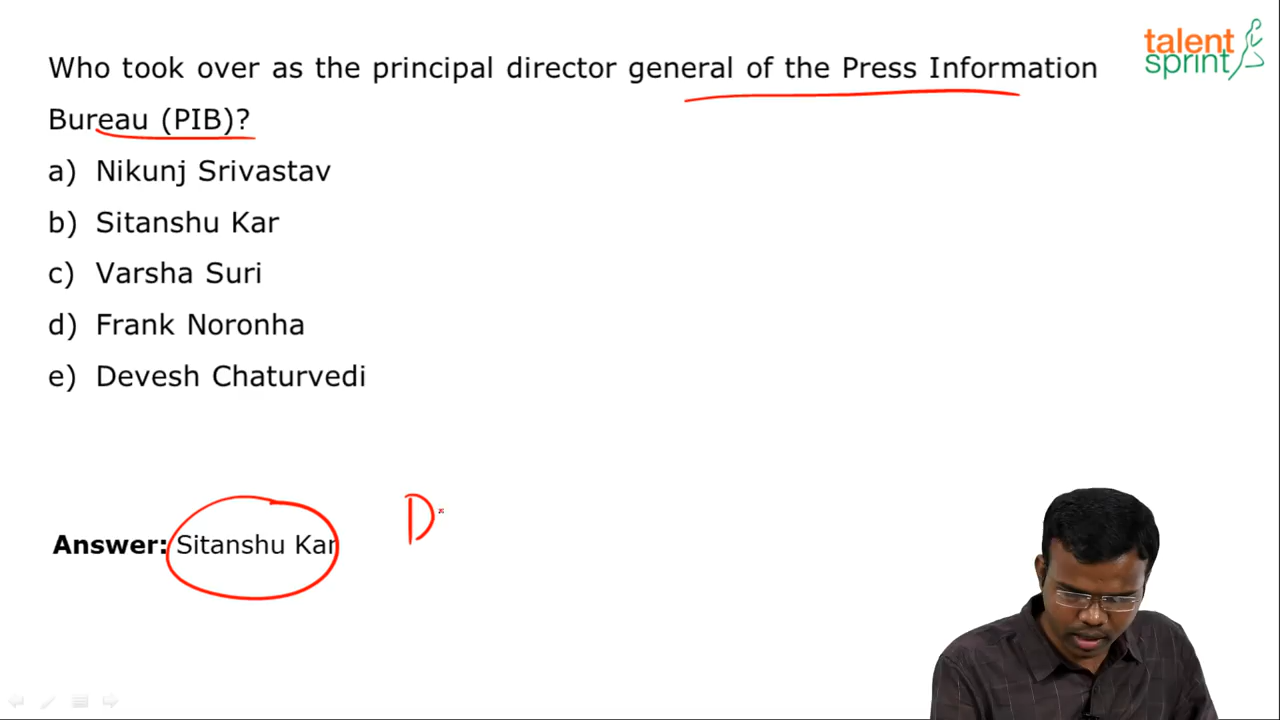 talent
sprint
Who took over as the principal director general of the Press Information
Bureau (PIB)?
a) Nikunj Srivastav
b) Sitanshu Kar
c) Varsha Suri
d) Frank Noronha
e) Devesh Chaturvedi
Answer: Sitanshu Kar
D